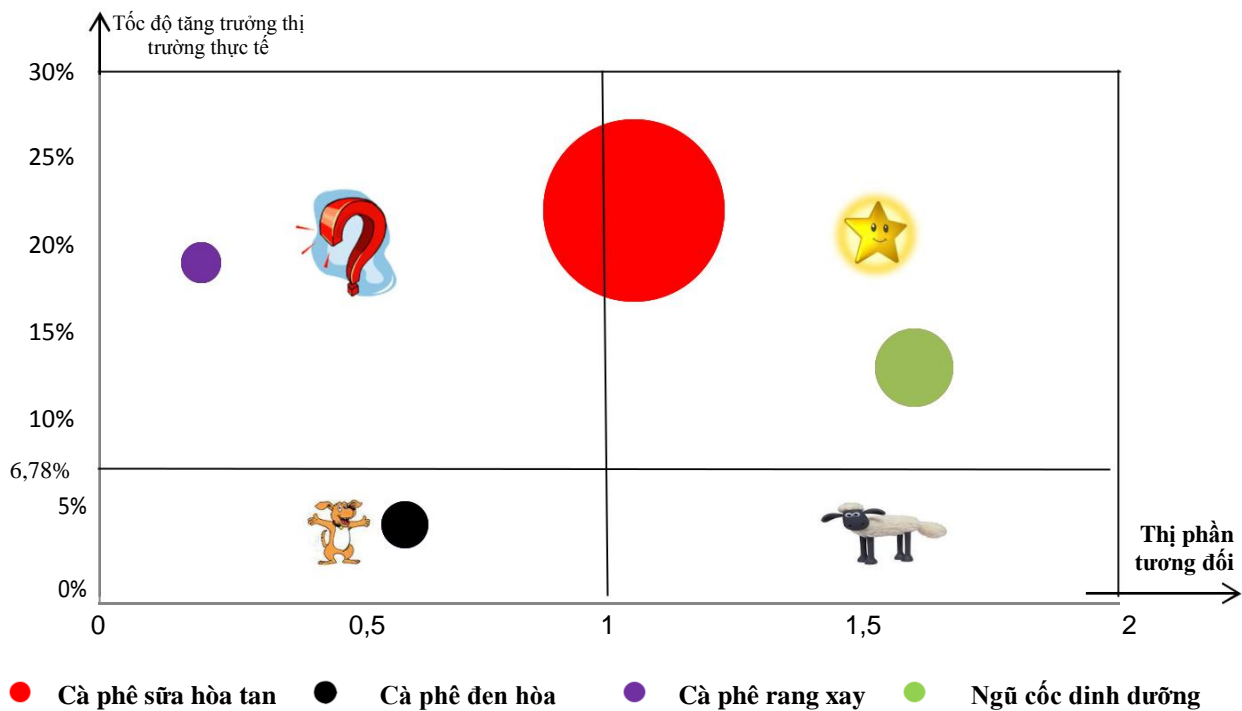 Tốc độ tăng trưởng thị
trường thực tế
30%
25%
20%
15%
10%
6,78%
5%
0%
Thị phần
tương đối
0 0,5 1 1,5 2
Cà phê sữa hòa tan Cà phê đen hòa Cà phê rang xay Ngũ cốc dinh dưỡng